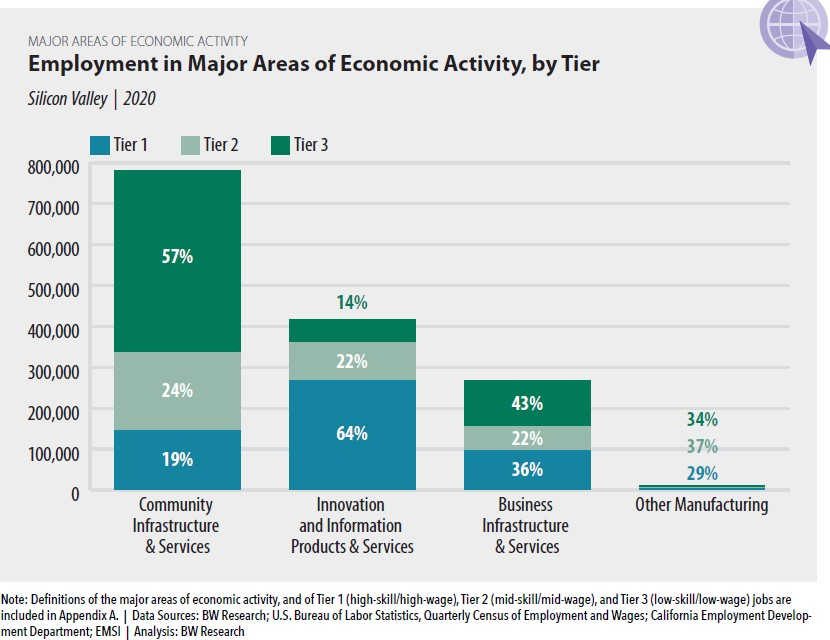 MAJOR AREAS OF ECONOMIC ACTIVITY
Employment in Major Areas of Economic Activity, by Tier
Silicon Valley | 2020
Tier 1 Tier 2 Tier 3
800,000
700,000
600,000
500,000
400,000
300,000
200,000
100,000
0
57%
24%
19%
14%
22%
64%
43%
22%
36%
34%
37%
29%
Community
Infrastructure
& Services
Innovation
and Information
Products & Services
Business
Infrastructure
& Services
Other Manufacturing
Note: Definitions of the major areas of economic activity, and of Tier 1 (high-skill/high-wage), Tier 2 (mid-skill/mid-wage), and Tier 3 (low-skill/low-wage) jobs are
included in Appendix A. | Data Sources: BW Research; U.S. Bureau of Labor Statistics, Quarterly Census of Employment and Wages; California Employment Develop-
ment Department; EMSI | Analysis: BW Research